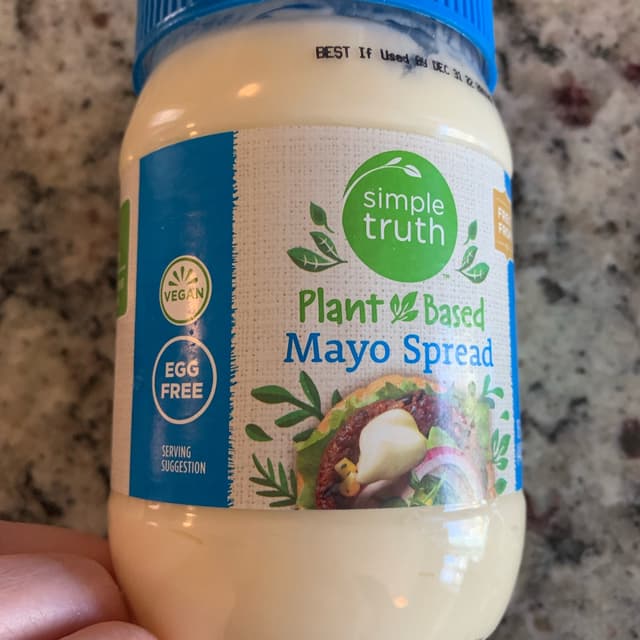 BEST If Used By DEC 31 22
simple
truth
Plant Based
Mayo Spread
VEGAN
EGG
FREE
SERVING
SUGGESTION